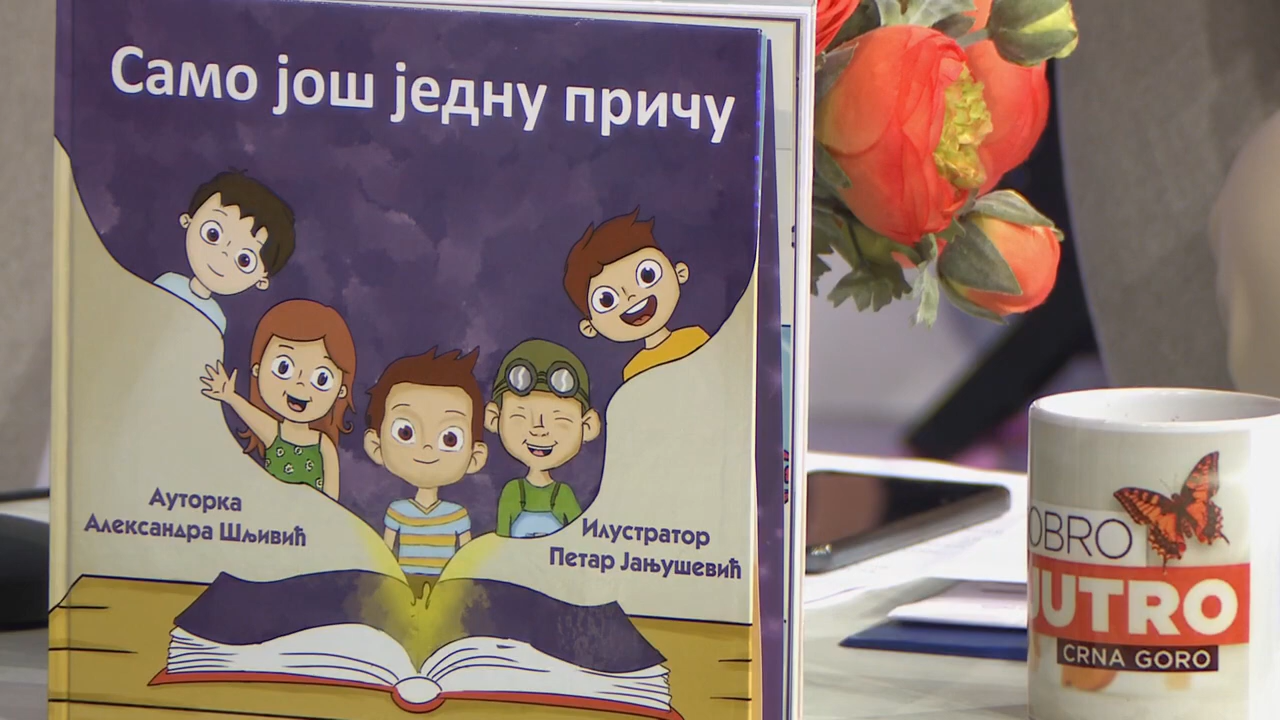 Само још једну причу
Ауторка
Александра Шљивић
Илустратор
Петар Јањушевић
OBRO
JUTRO
CRNA GORO